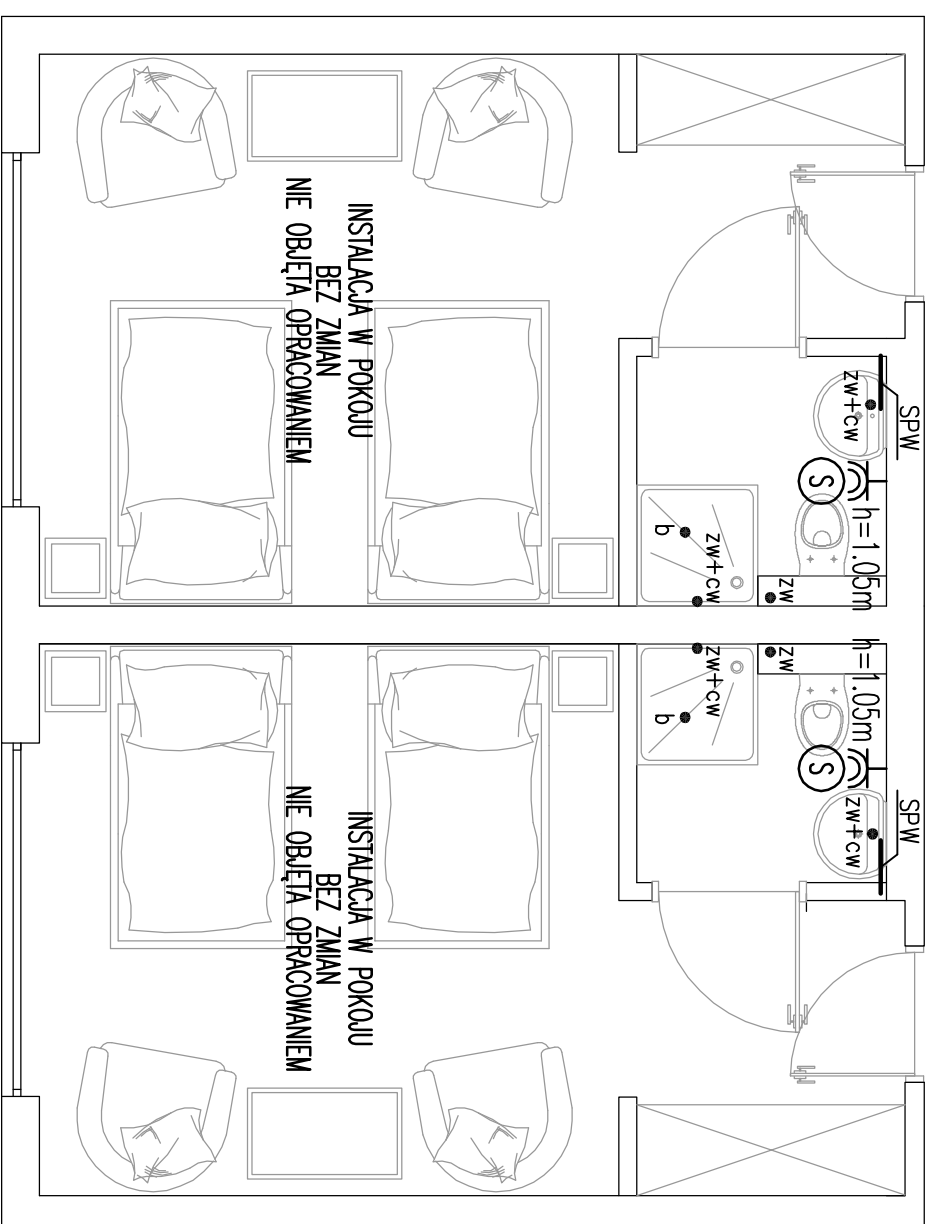 INSTALACJA W POKOJU
BEZ ZMIAN
NIE OBJĘTA OPRACOWANIEM
SPW
zw+cw
S
h=1.05m
zw
zw+cw
b
INSTALACJA W POKOJU
BEZ ZMIAN
NIE OBJĘTA OPRACOWANIEM
SPW
zw+cw
S
h=1.05m
zw
zw+cw
b